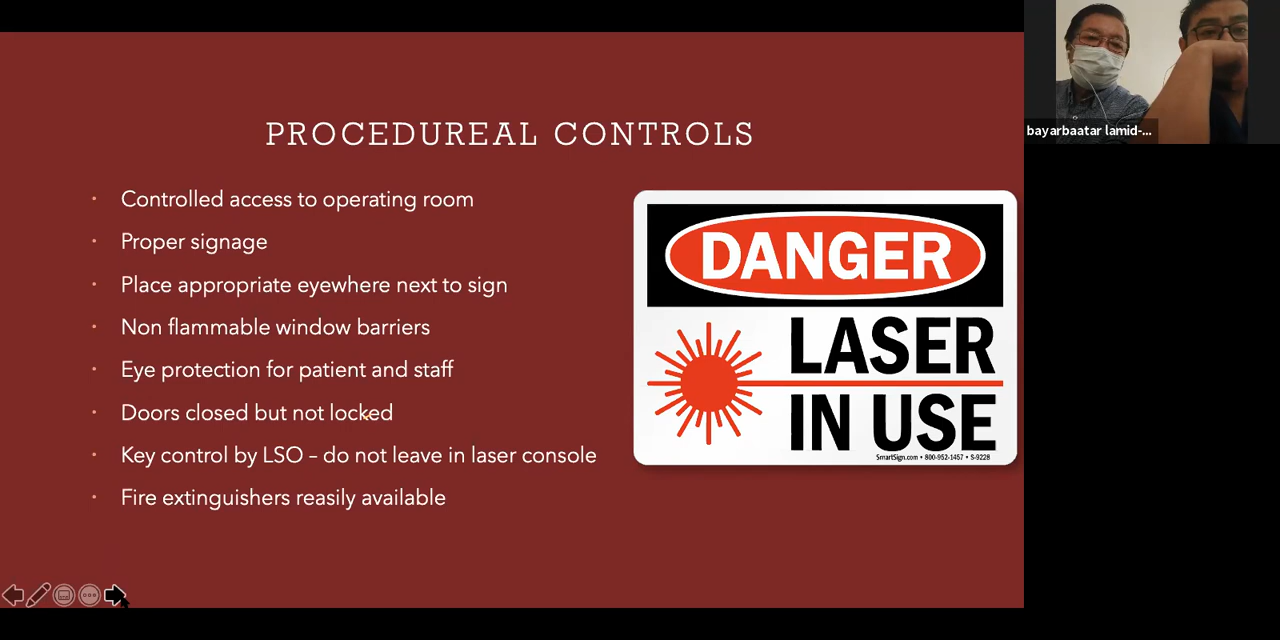 PROCEDUREAL CONTROLS
Controlled access to operating room
Proper signage
Place appropriate eyewhere next to sign
Non flammable window barriers
Eye protection for patient and staff
Doors closed but not locked
Key control by LSO – do not leave in laser console
Fire extinguishers reasily available
DANGER
LASER
IN USE
SmartSign.com • 800-952-1457 • S-9228
bayarbaatar lamid-...